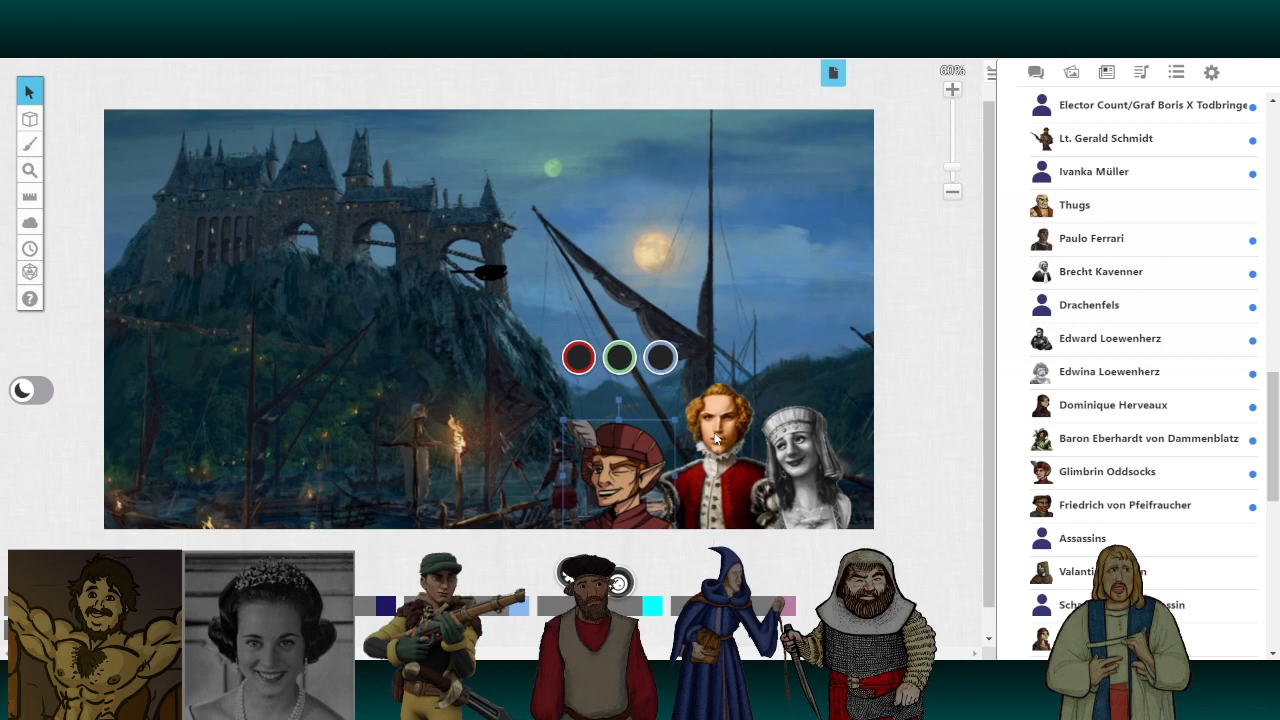 60%
Elector Count/Graf Boris X Todbringe
Lt. Gerald Schmidt
Ivanka Müller
Thugs
Paulo Ferrari
Brecht Kavenner
Drachenfels
Edward Loewenherz
Edwina Loewenherz
Dominique Herveaux
Baron Eberhardt von Dammenblatz
Glimbrin Oddsocks
Friedrich von Pfeifraucher
Assassins